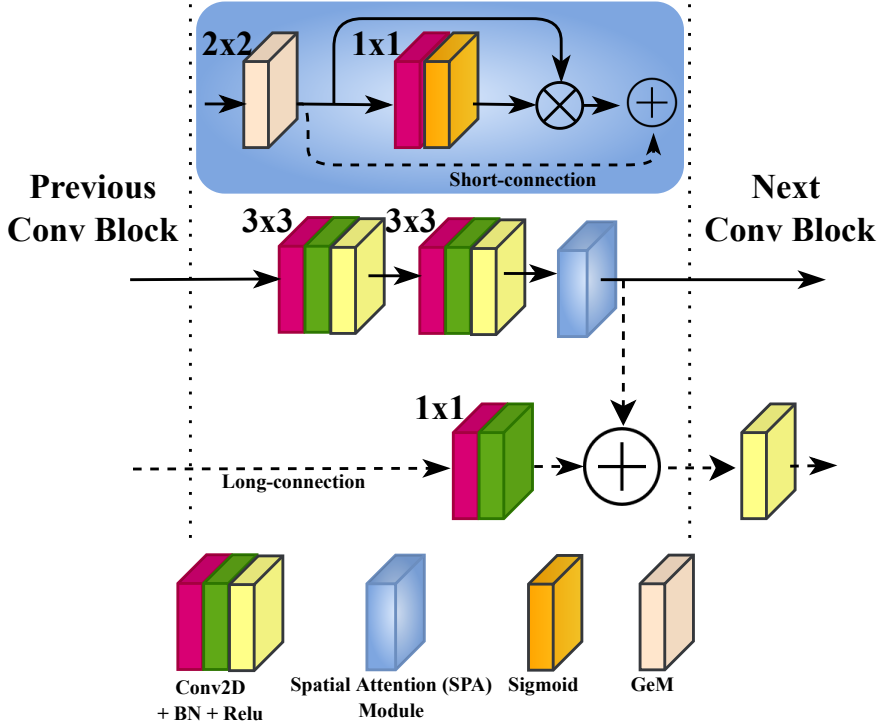 2x2
1x1
Short-connection
Previous
Conv Block
Next
Conv Block
3x3
3x3
1x1
Long-connection
Conv2D
+ BN + Relu
Spatial Attention (SPA)
Module
Sigmoid
GeM